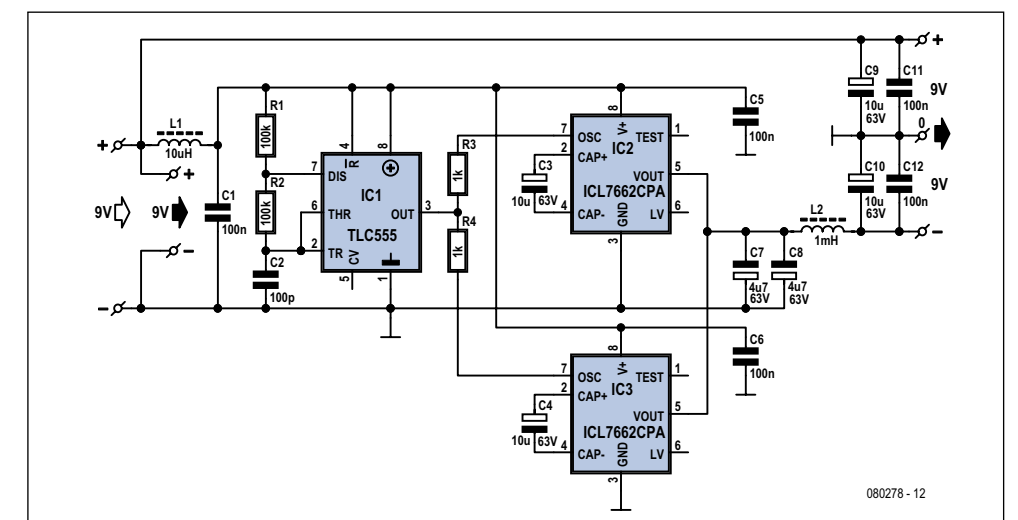 +
C9
C11
9V
10u
63V
100n
0
+
L1
10uH
+
9V
9V
C1
100n
-
-
R1
100k
R2
100k
C2
100p
4
8
R
7
DIS
IC1
6
THR
OUT
3
TLC555
2
TR
CV
5
1
R3
1k
R4
1k
C5
100n
8
7
OSC
V+
TEST
1
2
CAP+
IC2
C3
VOUT
5
10u
63V
ICL7662CPA
4
CAP-
GND
LV
6
3
C10
C12
9V
10u
63V
100n
L2
1mH
-
C7
C8
4u7
63V
4u7
63V
8
7
OSC
V+
TEST
1
2
CAP+
IC3
C4
VOUT
5
10u
63V
ICL7662CPA
4
CAP-
GND
LV
6
3
C6
100n
080278 - 12